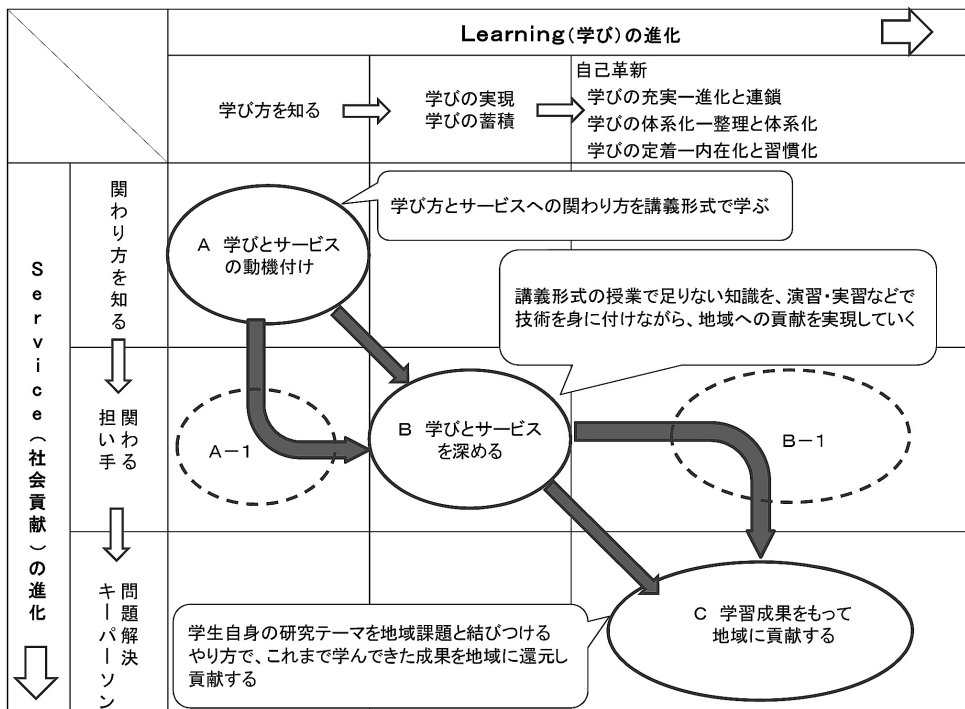 Learning(学び)の進化
学び方を知る
学びの実現
学びの蓄積
自己革新
学びの充実ー進化と連鎖
学びの体系化ー整理と体系化
学びの定着ー内在化と習慣化
Service(社会貢献)の進化
関わり方を知る
関わる
担い手
問題解決
キーパーソン
A 学びとサービス
の動機付け
学び方とサービスへの関わり方を講義形式で学ぶ
講義形式の授業で足りない知識を、演習・実習などで
技術を身に付けながら、地域への貢献を実現していく
A-1
B 学びとサービス
を深める
B-1
C 学習成果をもって
地域に貢献する
学生自身の研究テーマを地域課題と結びつける
やり方で、これまで学んできた成果を地域に還元し
貢献する